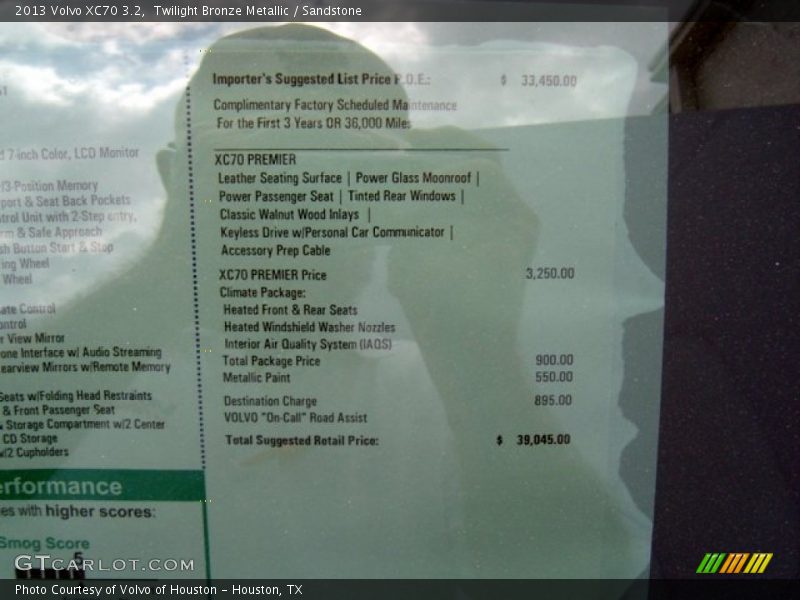 2013 Volvo XC70 3.2, Twilight Bronze Metallic / Sandstone
7-inch Color, LCD Monitor
3-Position Memory
port & Seat Back Pockets
trol Unit with 2-Step entry,
rm & Safe Approach
sh Button Start & Stop
ing Wheel
Wheel
ate Control
ontrol
r View Mirror
one Interface w/ Audio Streaming
earview Mirrors w/Remote Memory
Seats w/Folding Head Restraints
& Front Passenger Seat
Storage Compartment w/2 Center
CD Storage
w/2 Cupholders
erformance
es with higher scores:
Smog Score
5
Importer's Suggested List Price P.O.E.: $ 33,450.00
Complimentary Factory Scheduled Maintenance
For the First 3 Years OR 36,000 Miles
XC70 PREMIER
Leather Seating Surface | Power Glass Moonroof |
Power Passenger Seat | Tinted Rear Windows |
Classic Walnut Wood Inlays |
Keyless Drive w/Personal Car Communicator |
Accessory Prep Cable
XC70 PREMIER Price 3,250.00
Climate Package:
Heated Front & Rear Seats
Heated Windshield Washer Nozzles
Interior Air Quality System (IAQS)
Total Package Price 900.00
Metallic Paint 550.00
Destination Charge 895.00
VOLVO "On-Call" Road Assist
Total Suggested Retail Price: $ 39,045.00
GTCARLOT.COM
Photo Courtesy of Volvo of Houston - Houston, TX